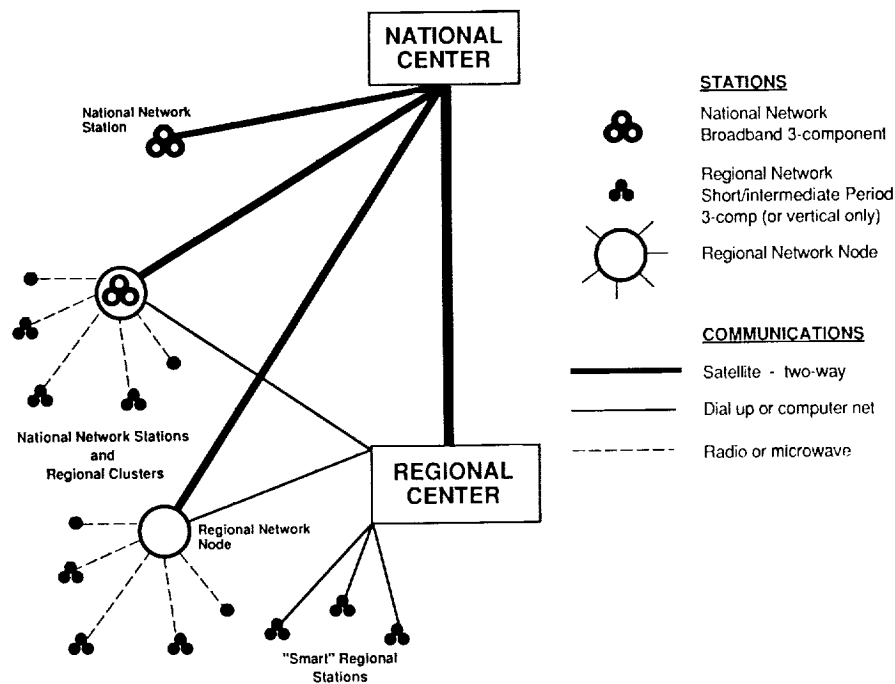 NATIONAL
CENTER
National Network
Station
National Network Stations
and
Regional Clusters
REGIONAL
CENTER
Regional Network
Node
"Smart" Regional
Stations
STATIONS
National Network
Broadband 3-component
Regional Network
Short/intermediate Period
3-comp (or vertical only)
Regional Network Node
COMMUNICATIONS
Satellite - two-way
Dial up or computer net
Radio or microwave